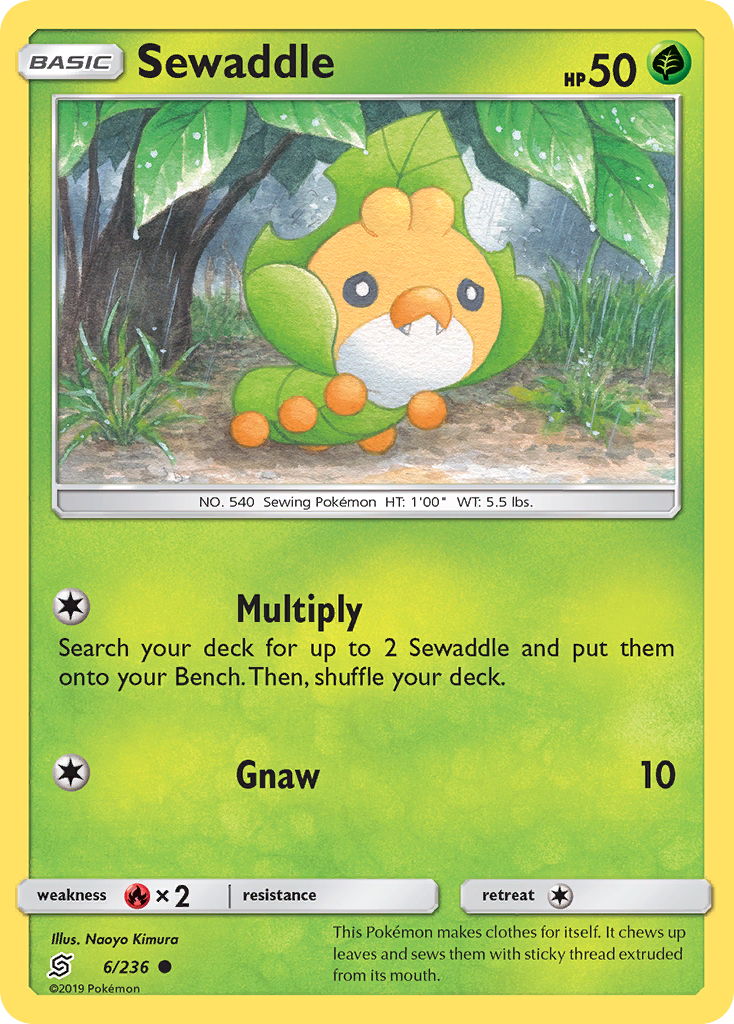 BASIC Sewaddle HP 50
NO. 540 Sewing Pokémon HT: 1'00" WT: 5.5 lbs.
Multiply
Search your deck for up to 2 Sewaddle and put them
onto your Bench. Then, shuffle your deck.
Gnaw 10
weakness × 2 resistance retreat
Illus. Naoyo Kimura
6/236
©2019 Pokémon
This Pokémon makes clothes for itself. It chews up
leaves and sews them with sticky thread extruded
from its mouth.